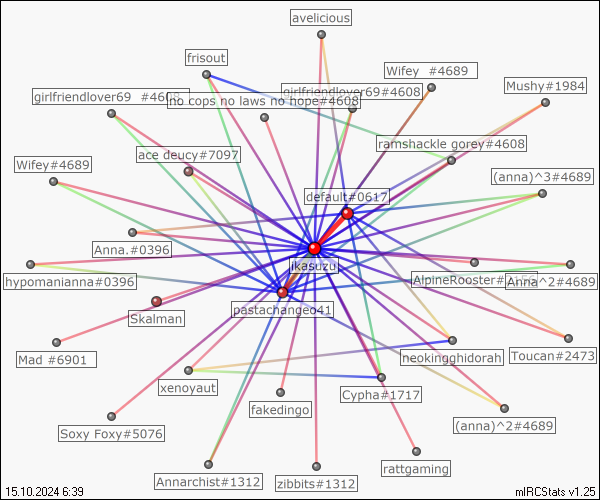 avelicious
frisout
Wifey #4689
Mushy#1984
girlfriendlover69 #4608
no cops no laws no hope#4608
girlfriendlover69#4608
ramshackle gorey#4608
ace deucy#7097
Wifey#4689
(anna)^3#4689
default#0617
Anna.#0396
ikasuzu
hypomanianna#0396
AlpineRooster#
Anna^2#4689
pastachangeo41
Skalman
Mad #6901
neokingghidorah
Toucan#2473
xenoyaut
Cypha#1717
fakedingo
Soxy Foxy#5076
(anna)^2#4689
rattgaming
Annarchist#1312
zibbits#1312
15.10.2024 6:39
mIRCStats v1.25